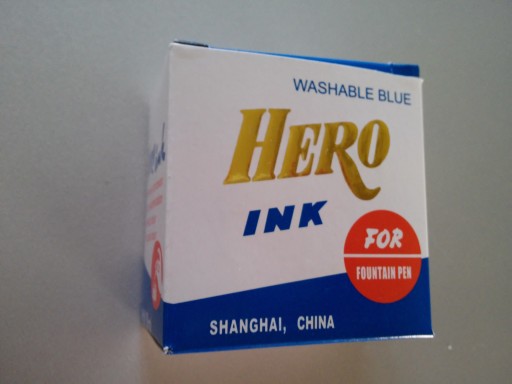 WASHABLE BLUE
HERO
INK
FOR
FOUNTAIN PEN
SHANGHAI, CHINA